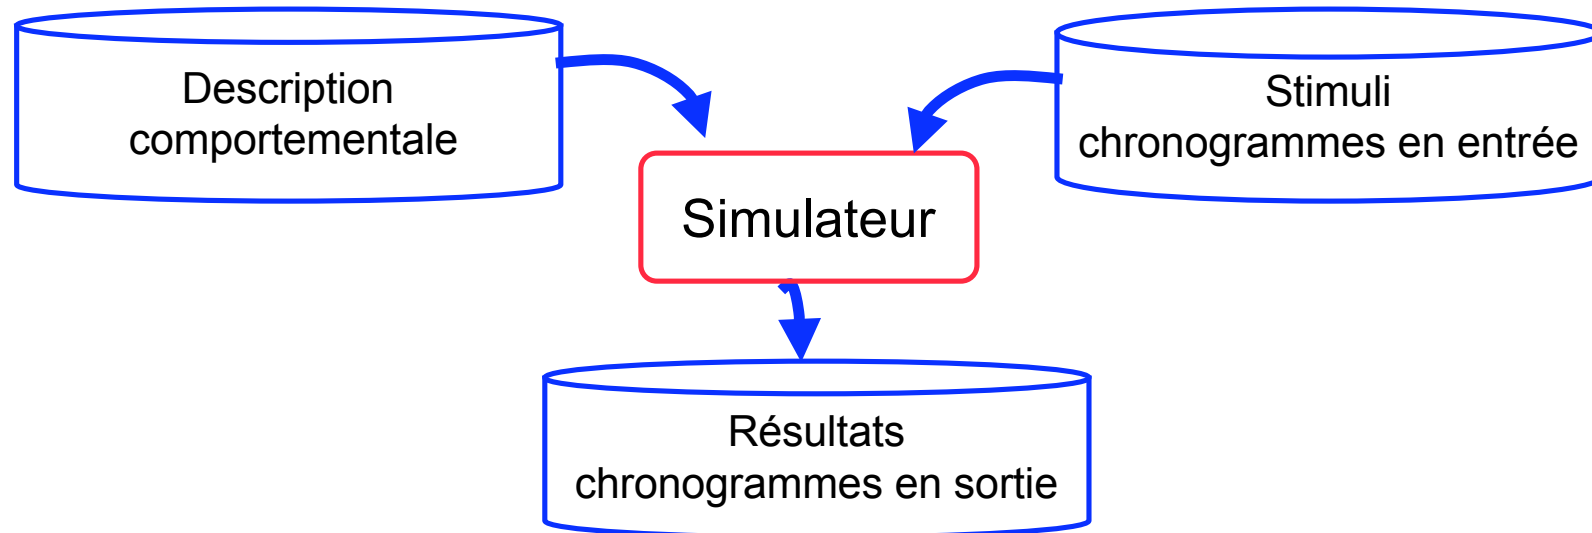 Description
comportementale
Stimuli
chronogrammes en entrée
Simulateur
Résultats
chronogrammes en sortie